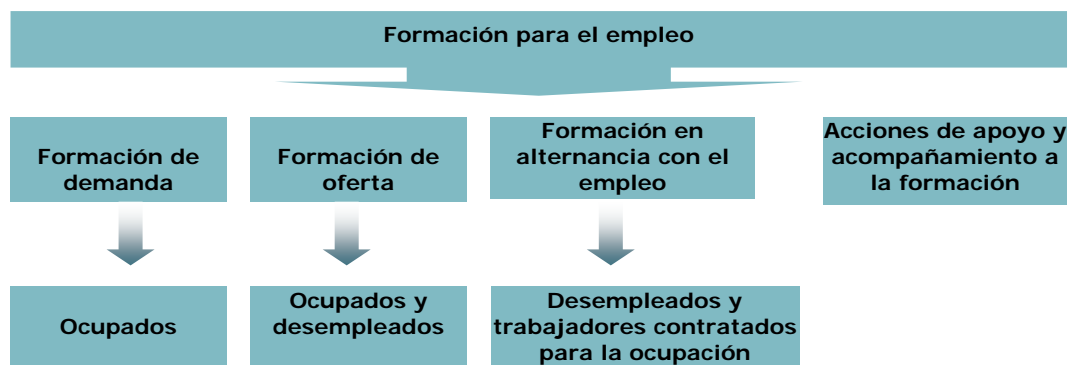 Formación para el empleo
Formación de
demanda
Formación de
oferta
Formación en
alternancia con el
empleo
Acciones de apoyo y
acompañamiento a
la formación
Ocupados
Ocupados y
desempleados
Desempleados y
trabajadores contratados
para la ocupación